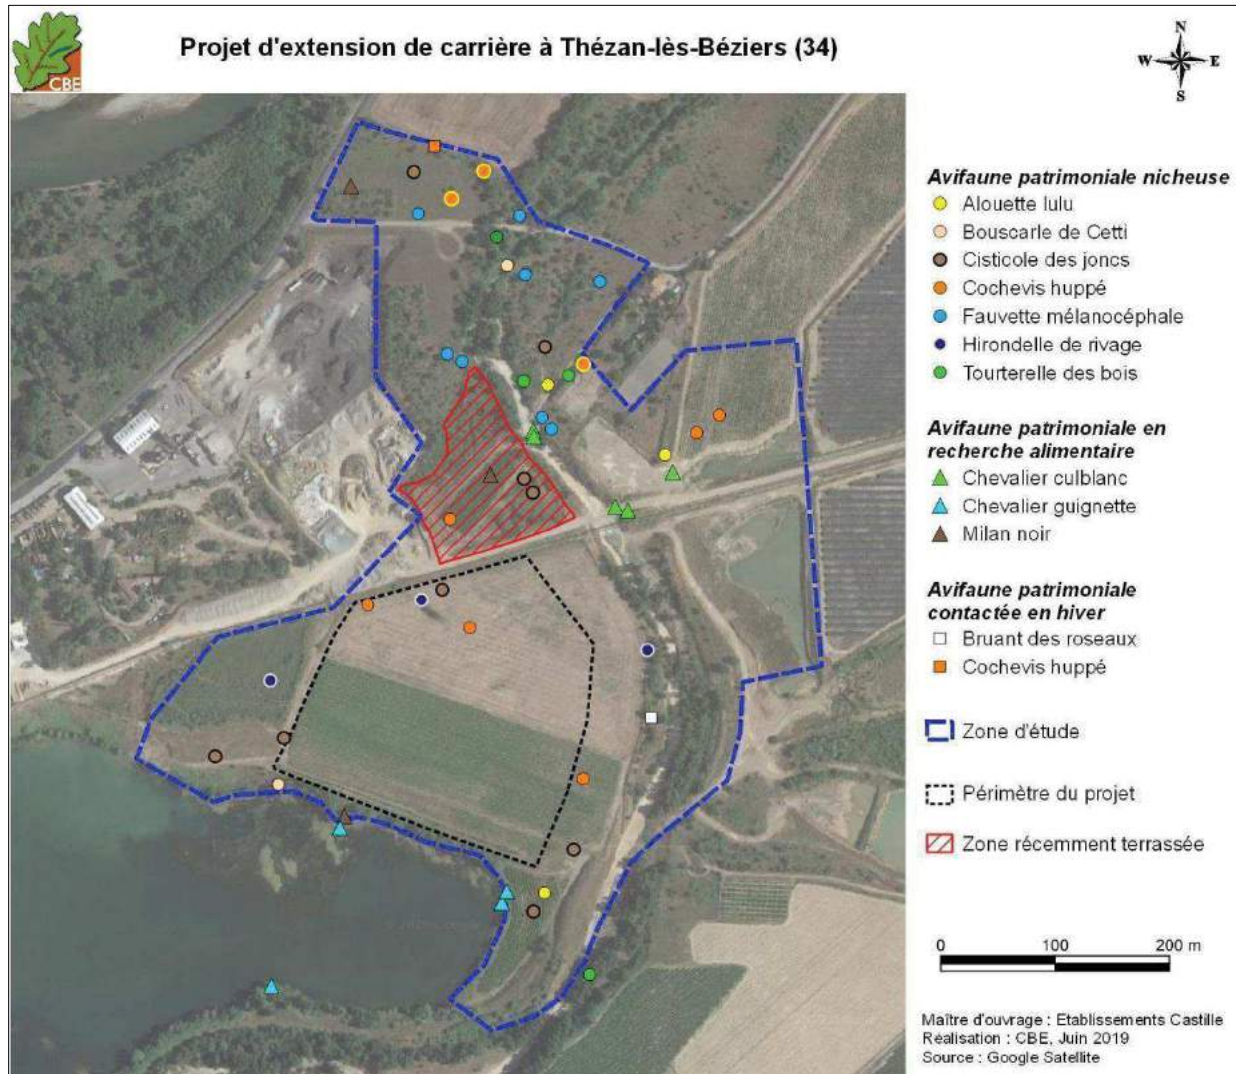 CBE
Projet d'extension de carrière à Thézan-lès-Béziers (34)
N
W
E
S
Avifaune patrimoniale nicheuse
Alouette lulu
Bouscarle de Cetti
Cisticole des joncs
Cochevis huppé
Fauvette mélanocéphale
Hirondelle de rivage
Tourterelle des bois
Avifaune patrimoniale en
recherche alimentaire
Chevalier culblanc
Chevalier guignette
Milan noir
Avifaune patrimoniale
contactée en hiver
Bruant des roseaux
Cochevis huppé
Zone d'étude
Périmètre du projet
Zone récemment terrassée
0 100 200 m
Maître d'ouvrage : Etablissements Castille
Réalisation : CBE, Juin 2019
Source : Google Satellite